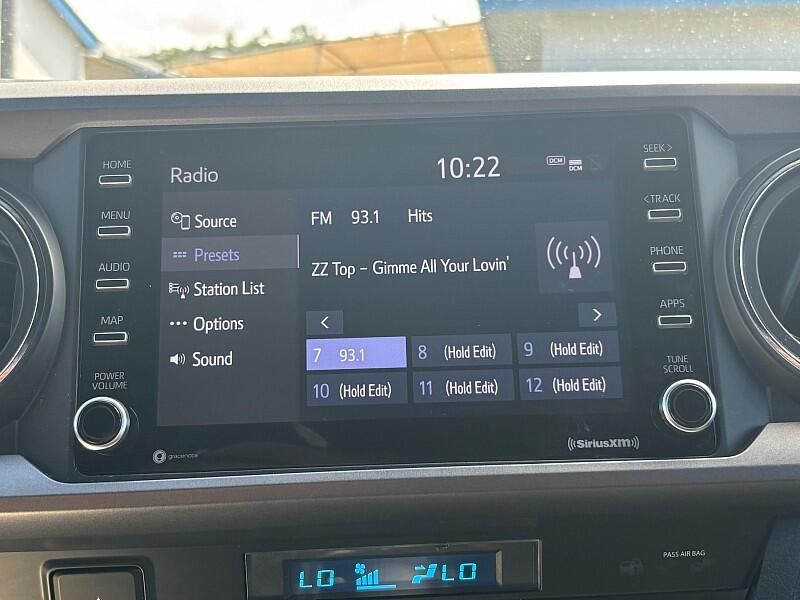 HOME
MENU
AUDIO
MAP
POWER
VOLUME
Radio
10:22
DCM
DCM
Source
Presets
Station List
Options
Sound
FM 93.1 Hits
ZZ Top – Gimme All Your Lovin'
< >
7 93.1 8 (Hold Edit) 9 (Hold Edit)
10 (Hold Edit) 11 (Hold Edit) 12 (Hold Edit)
gracenote
SiriusXM
SEEK >
< TRACK
PHONE
APPS
TUNE
SCROLL
LO LO
PASS AIR BAG